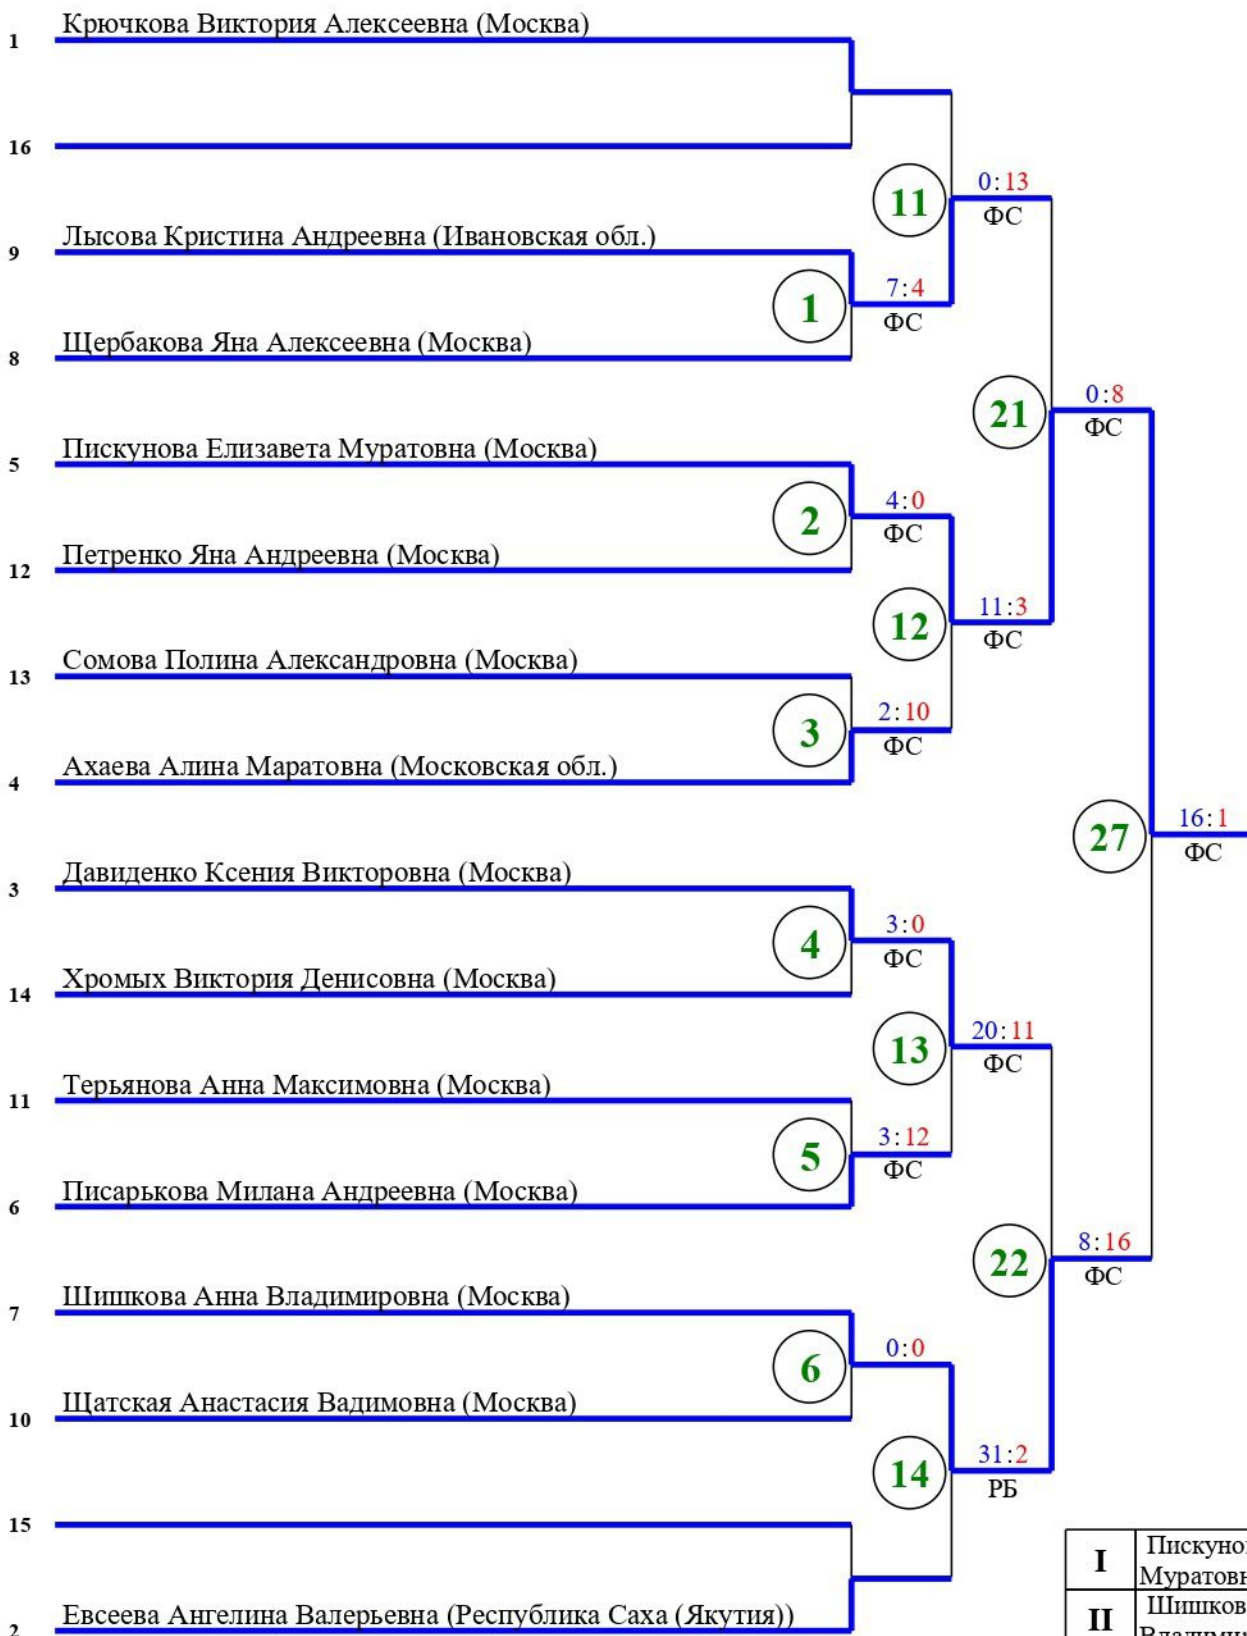 Крючкова Виктория Алексеевна (Москва)
1
16
11
0:13
ФС
Лысова Кристина Андреевна (Ивановская обл.)
9
1
7:4
ФС
Щербакова Яна Алексеевна (Москва)
8
21
0:8
ФС
Пискунова Елизавета Муратовна (Москва)
5
2
4:0
ФС
Петренко Яна Андреевна (Москва)
12
12
11:3
ФС
Сомова Полина Александровна (Москва)
13
3
2:10
ФС
Ахаева Алина Маратовна (Московская обл.)
4
27
16:1
ФС
Давиденко Ксения Викторовна (Москва)
3
4
3:0
ФС
Хромых Виктория Денисовна (Москва)
14
13
20:11
ФС
Терьянова Анна Максимовна (Москва)
11
5
3:12
ФС
Писарькова Милана Андреевна (Москва)
6
22
8:16
ФС
Шишкова Анна Владимировна (Москва)
7
6
0:0
Щатская Анастасия Вадимовна (Москва)
10
14
31:2
РБ
15
Евсеева Ангелина Валерьевна (Республика Саха (Якутия))
2
I
II